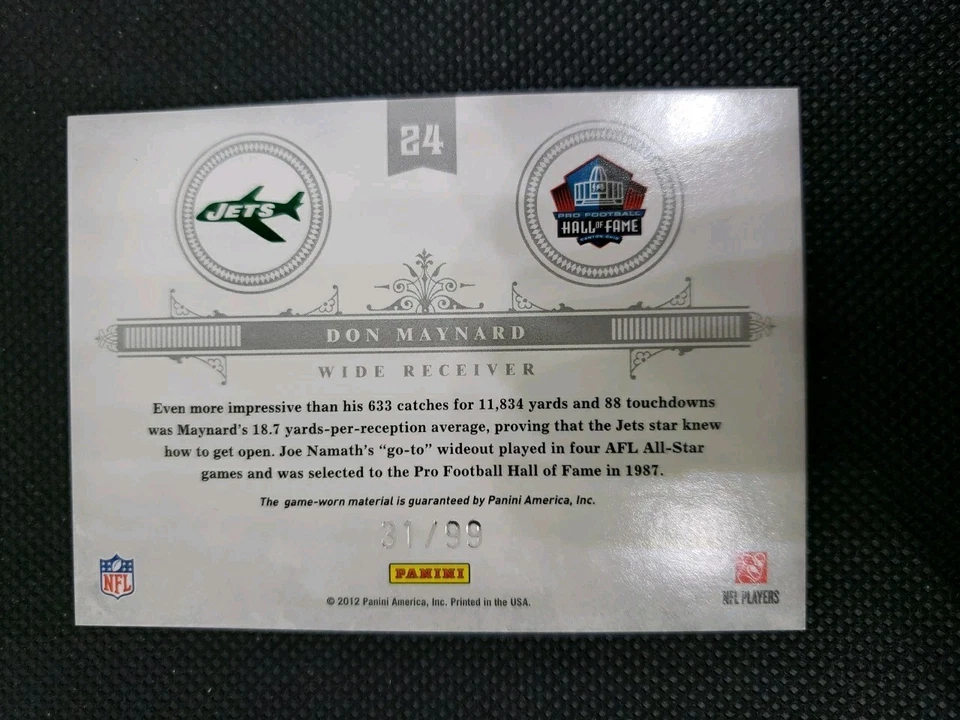 24
JETS
PRO FOOTBALL
HALL OF FAME
CANTON OHIO
DON MAYNARD
WIDE RECEIVER
Even more impressive than his 633 catches for 11,834 yards and 88 touchdowns
was Maynard's 18.7 yards-per-reception average, proving that the Jets star knew
how to get open. Joe Namath's “go-to” wideout played in four AFL All-Star
games and was selected to the Pro Football Hall of Fame in 1987.
The game-worn material is guaranteed by Panini America, Inc.
31/99
NFL
PANINI
NFL PLAYERS
© 2012 Panini America, Inc. Printed in the USA.